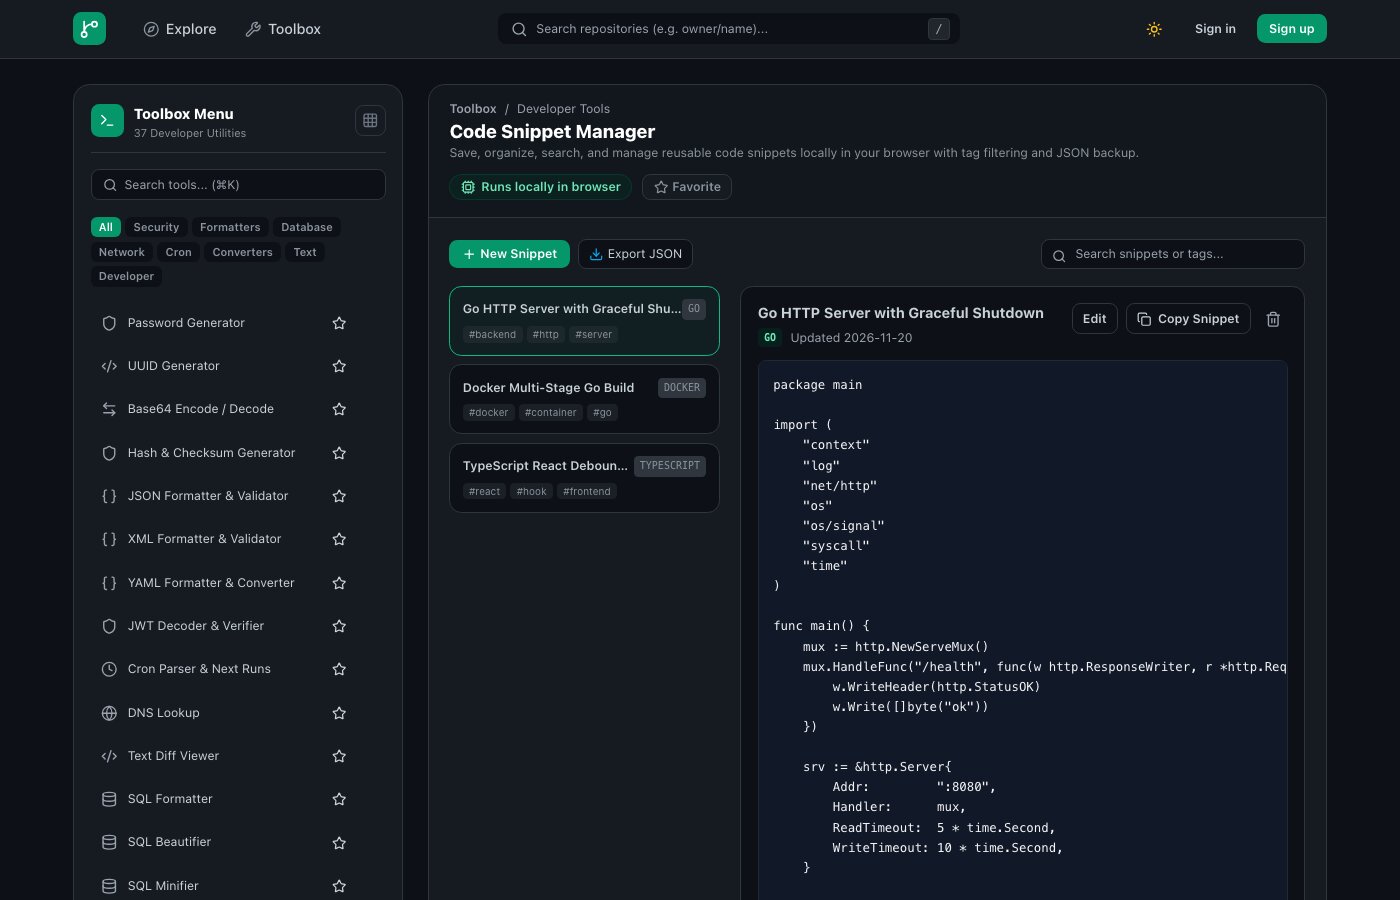 Explore
Toolbox
Search repositories (e.g. owner/name)...
/
Sign in
Sign up
Toolbox Menu
37 Developer Utilities
Search tools... (⌘K)
All Security Formatters Database
Network Cron Converters Text
Developer
Password Generator
UUID Generator
Base64 Encode / Decode
Hash & Checksum Generator
JSON Formatter & Validator
XML Formatter & Validator
YAML Formatter & Converter
JWT Decoder & Verifier
Cron Parser & Next Runs
DNS Lookup
Text Diff Viewer
SQL Formatter
SQL Beautifier
SQL Minifier
Toolbox / Developer Tools
Code Snippet Manager
Save, organize, search, and manage reusable code snippets locally in your browser with tag filtering and JSON backup.
Runs locally in browser
Favorite
New Snippet
Export JSON
Search snippets or tags...
Go HTTP Server with Graceful Shu... GO
#backend #http #server
Docker Multi-Stage Go Build DOCKER
#docker #container #go
TypeScript React Deboun... TYPESCRIPT
#react #hook #frontend
Go HTTP Server with Graceful Shutdown
GO Updated 2026-11-20
Edit
Copy Snippet
package main
import (
    "context"
    "log"
    "net/http"
    "os"
    "os/signal"
    "syscall"
    "time"
)
func main() {
    mux := http.NewServeMux()
    mux.HandleFunc("/health", func(w http.ResponseWriter, r *http.Req
        w.WriteHeader(http.StatusOK)
        w.Write([]byte("ok"))
    })
    srv := &http.Server{
        Addr:         ":8080",
        Handler:      mux,
        ReadTimeout:  5 * time.Second,
        WriteTimeout: 10 * time.Second,
    }